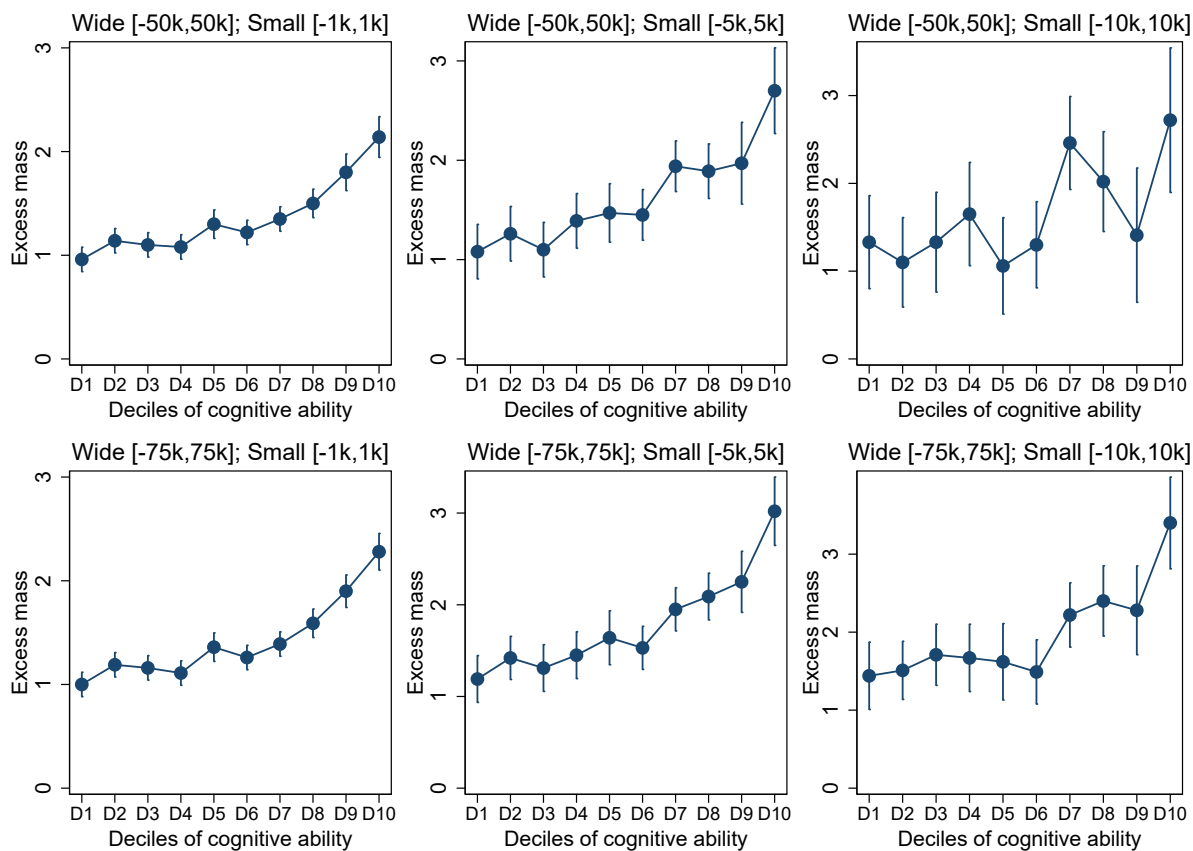 Wide [-50k,50k]; Small [-1k,1k]
Excess mass
3
2
1
0
D1 D2 D3 D4 D5 D6 D7 D8 D9 D10
Deciles of cognitive ability
Wide [-50k,50k]; Small [-5k,5k]
Excess mass
3
2
1
0
D1 D2 D3 D4 D5 D6 D7 D8 D9 D10
Deciles of cognitive ability
Wide [-50k,50k]; Small [-10k,10k]
Excess mass
3
2
1
0
D1 D2 D3 D4 D5 D6 D7 D8 D9 D10
Deciles of cognitive ability
Wide [-75k,75k]; Small [-1k,1k]
Excess mass
3
2
1
0
D1 D2 D3 D4 D5 D6 D7 D8 D9 D10
Deciles of cognitive ability
Wide [-75k,75k]; Small [-5k,5k]
Excess mass
3
2
1
0
D1 D2 D3 D4 D5 D6 D7 D8 D9 D10
Deciles of cognitive ability
Wide [-75k,75k]; Small [-10k,10k]
Excess mass
3
2
1
0
D1 D2 D3 D4 D5 D6 D7 D8 D9 D10
Deciles of cognitive ability